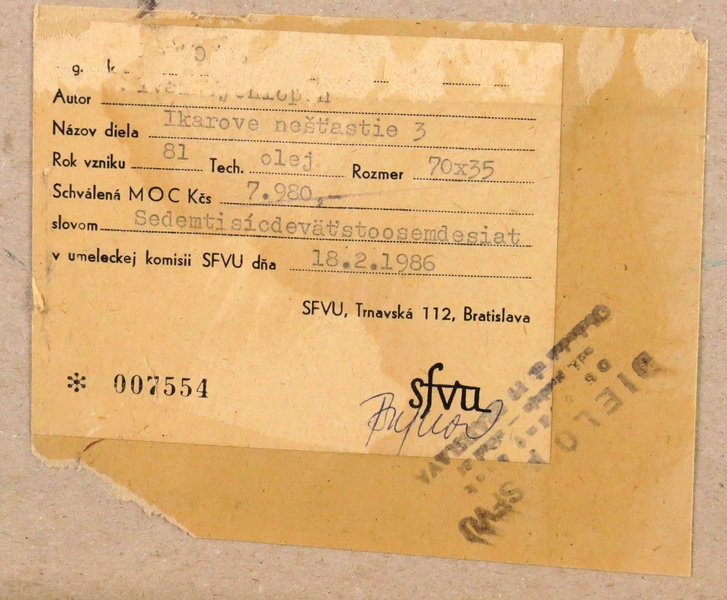 Autor
Názov diela Ikarove nešťastie 3
Rok vzniku 81 Tech. olej Rozmer 70x35
Schválená MOC Kčs 7.980,—
slovom Sedemtisícdeväťstoosemdesiat
v umeleckej komisii SFVU dňa 18.2.1986
SFVU, Trnavská 112, Bratislava
* 007554
sfvu
DIELO
SFVU